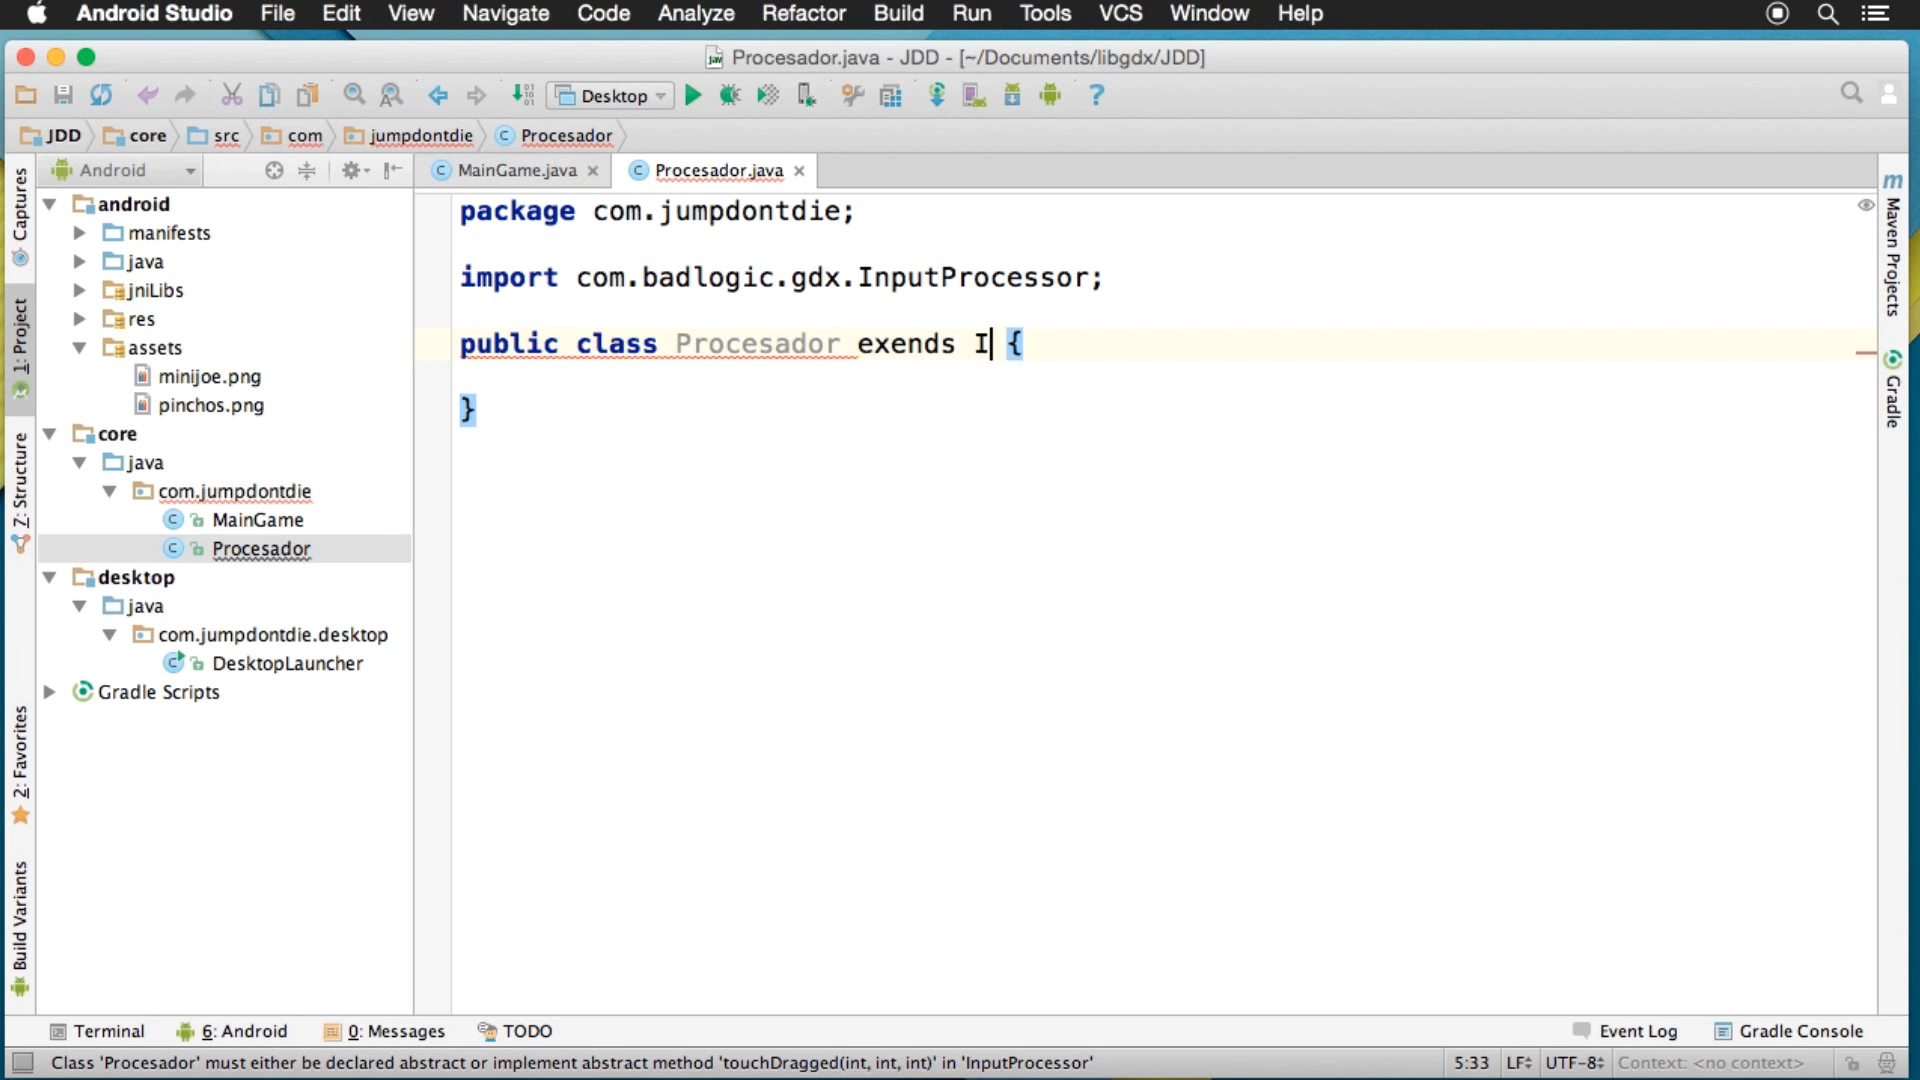 Android Studio File Edit View Navigate Code Analyze Refactor Build Run Tools VCS Window Help
Procesador.java - JDD - [~/Documents/libgdx/JDD]
Desktop
JDD core src com jumpdontdie Procesador
Android
MainGame.java
Procesador.java
Captures
1: Project
7: Structure
2: Favorites
Build Variants
android
manifests
java
jniLibs
res
assets
minijoe.png
pinchos.png
core
java
com.jumpdontdie
MainGame
Procesador
desktop
java
com.jumpdontdie.desktop
DesktopLauncher
Gradle Scripts
package com.jumpdontdie;
import com.badlogic.gdx.InputProcessor;
public class Procesador exends I {
}
Maven Projects
Gradle
Terminal 6: Android 0: Messages TODO Event Log Gradle Console
Class 'Procesador' must either be declared abstract or implement abstract method 'touchDragged(int, int, int)' in 'InputProcessor' 5:33 LF UTF-8 Context: <no context>